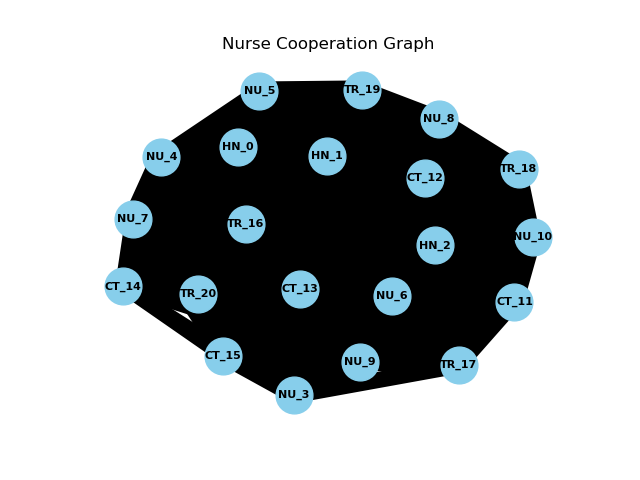 Nurse Cooperation Graph
NU_5
TR_19
NU_8
HN_0
HN_1
NU_4
TR_18
CT_12
NU_7
TR_16
NU_10
HN_2
CT_14
TR_20
CT_13
NU_6
CT_11
CT_15
NU_9
TR_17
NU_3